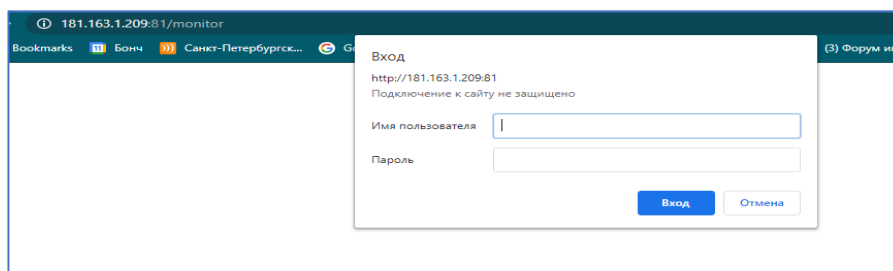 181.163.1.209:81/monitor
Bookmarks 11 Бонч Санкт-Петербургск... G
(3) Форум
Вход
http://181.163.1.209:81
Подключение к сайту не защищено
Имя пользователя
Пароль
Вход Отмена